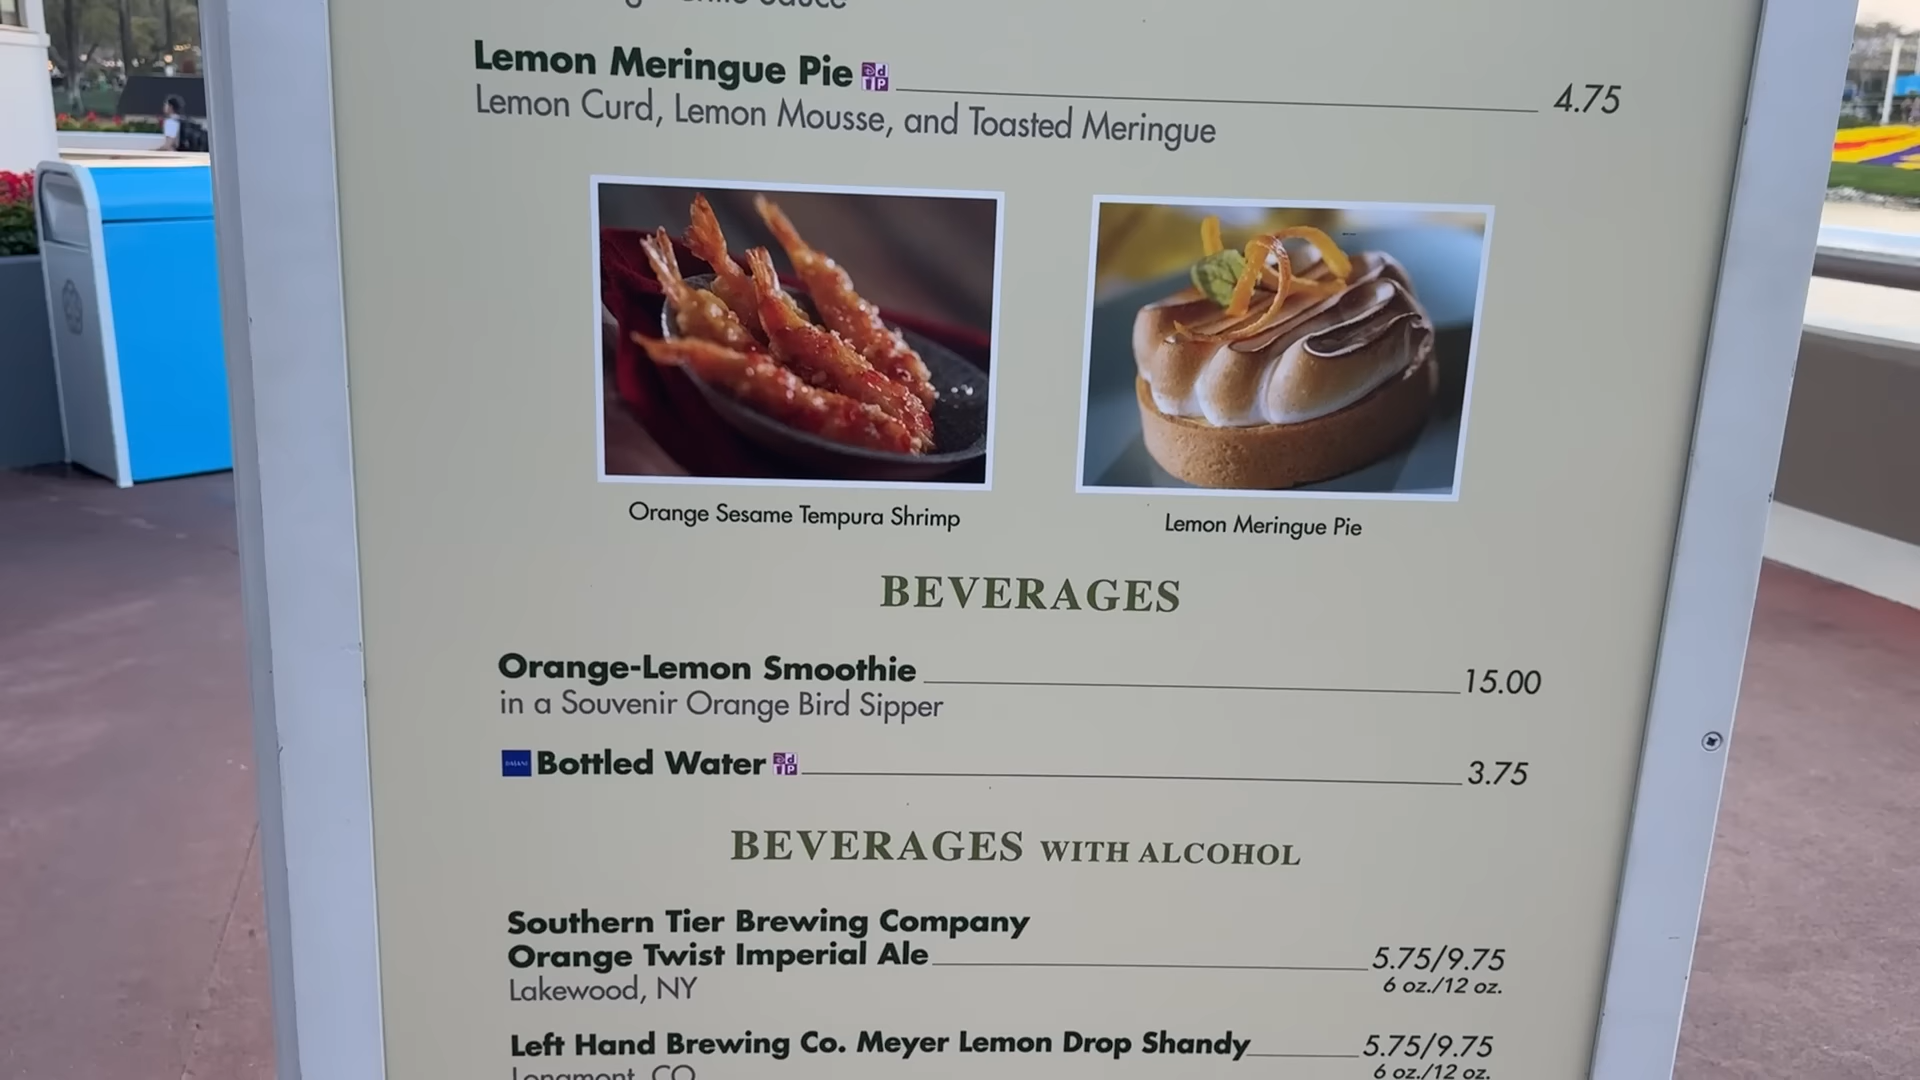 Lemon Meringue Pie 4.75
Lemon Curd, Lemon Mousse, and Toasted Meringue
Orange Sesame Tempura Shrimp
Lemon Meringue Pie
BEVERAGES
Orange-Lemon Smoothie 15.00
in a Souvenir Orange Bird Sipper
DASANI Bottled Water 3.75
BEVERAGES WITH ALCOHOL
Southern Tier Brewing Company
Orange Twist Imperial Ale 5.75/9.75
Lakewood, NY 6 oz./12 oz.
Left Hand Brewing Co. Meyer Lemon Drop Shandy 5.75/9.75
Longmont, CO 6 oz./12 oz.